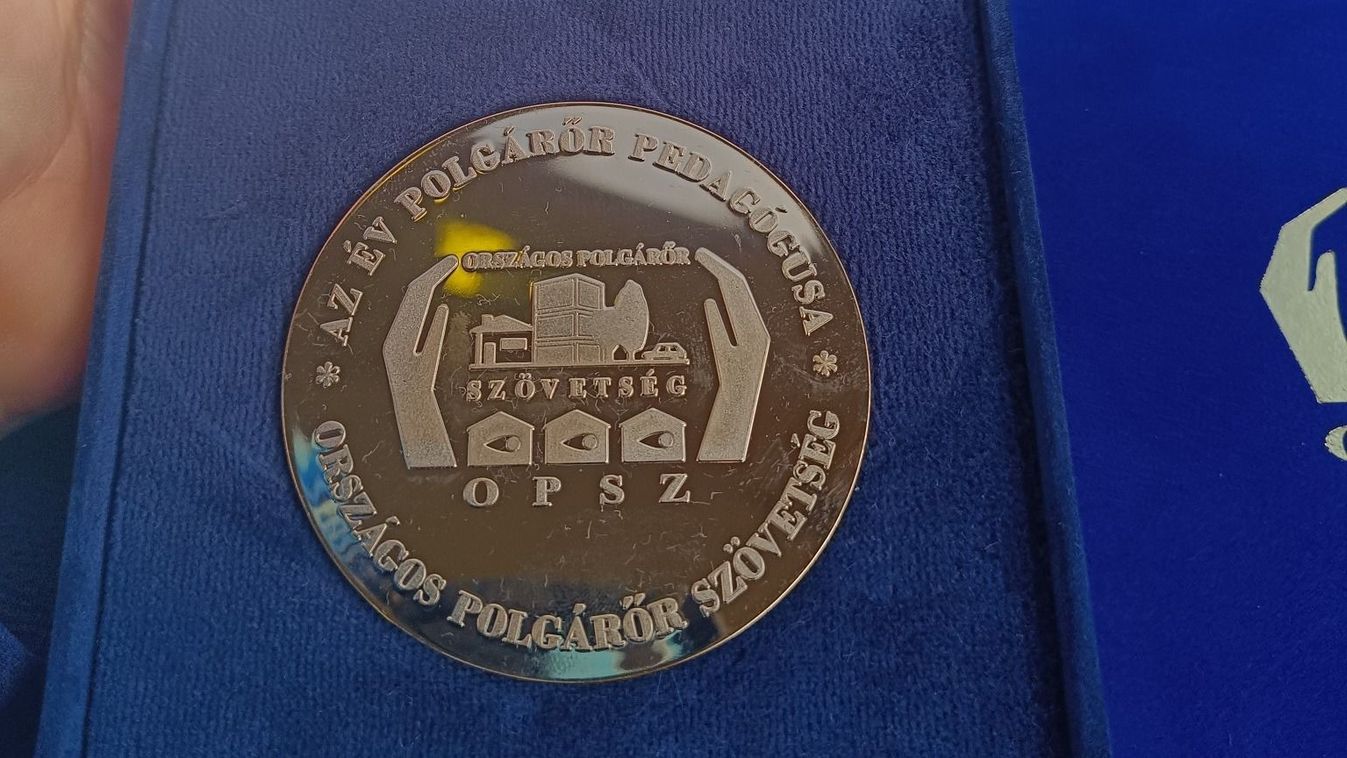 * AZ ÉV POLGÁRŐR PEDAGÓGUSA *
ORSZÁGOS POLGÁRŐR
SZÖVETSÉG
OPSZ
ORSZÁGOS POLGÁRŐR SZÖVETSÉG